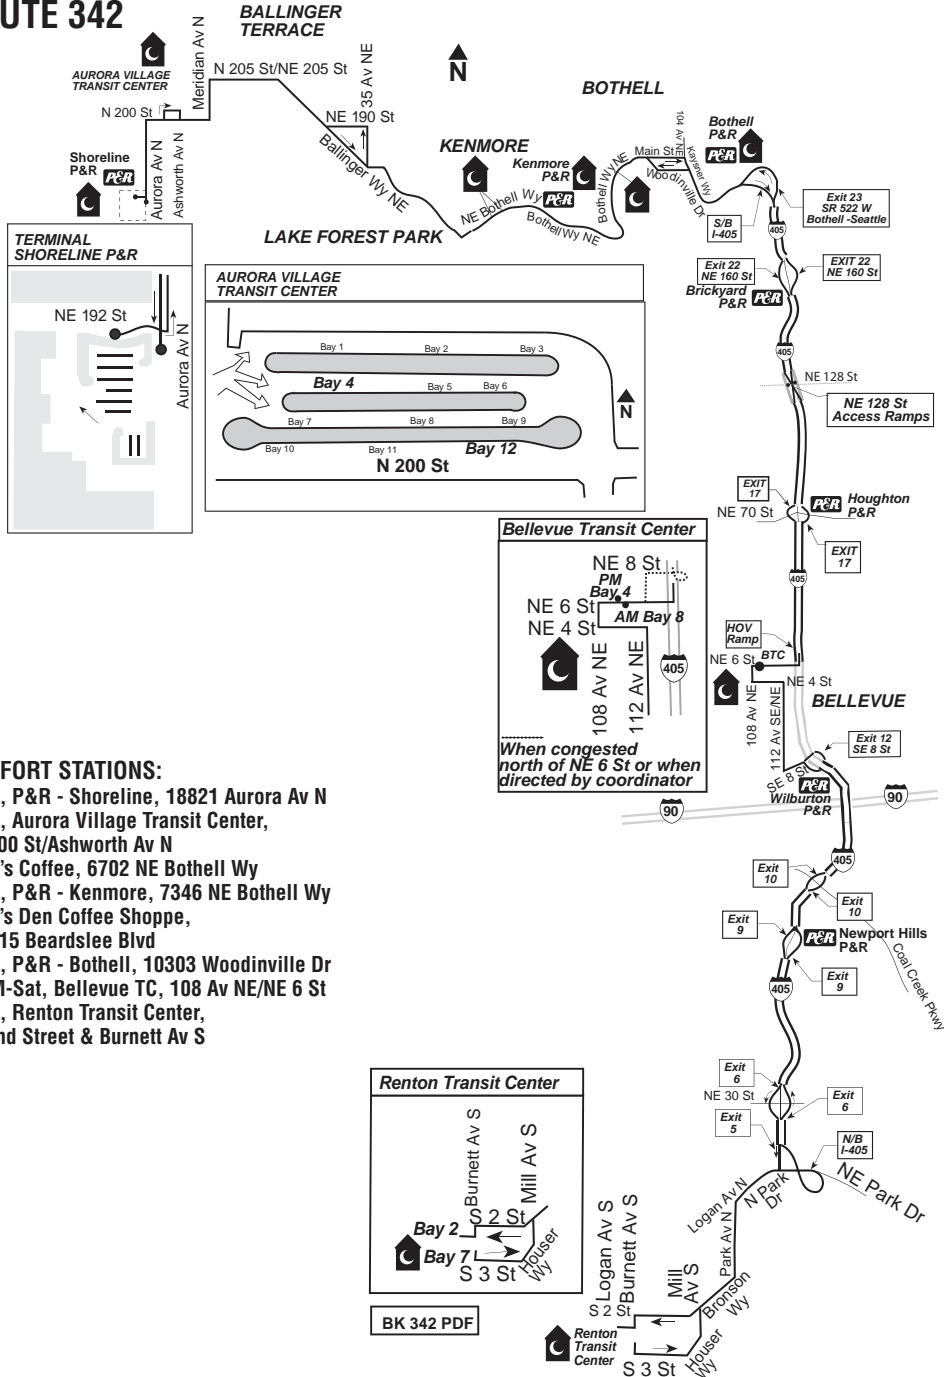 UTE 342
BALLINGER
TERRACE
AURORA VILLAGE
TRANSIT CENTER
Meridian Av N
N 205 St/NE 205 St
35 Av NE
N
BOTHELL
N 200 St
NE 190 St
Shoreline
P&R
P&R
Aurora Av N
Ashworth Av N
Ballinger Wy NE
KENMORE
NE Bothell Wy
P&R
Kenmore
P&R
Bothell Wy NE
Bothell Wy NE
Main St
104 Av NE
Kaysner Wy
Woodinville Dr
Bothell
P&R
P&R
LAKE FOREST PARK
S/B
I-405
405
Exit 23
SR 522 W
Bothell -Seattle
Exit 22
NE 160 St
EXIT 22
NE 160 St
Brickyard
P&R
P&R
405
NE 128 St
NE 128 St
Access Ramps
EXIT
17
P&R
Houghton
P&R
NE 70 St
EXIT
17
405
HOV
Ramp
NE 6 St
BTC
NE 4 St
108 Av NE
112 Av SE/NE
BELLEVUE
Exit 12
SE 8 St
SE 8 St
P&R
Wilburton
P&R
90
90
405
Exit
10
Exit
10
Exit
9
P&R
Newport Hills
P&R
Exit
9
Coal Creek Pkwy
405
Exit
6
NE 30 St
Exit
6
Exit
5
N/B
I-405
NE Park Dr
N Park
Dr
Logan Av N
Park Av N
Bronson
Wy
Logan Av S
Burnett Av S
Mill
Av S
S 2 St
Renton
Transit
Center
S 3 St
Houser
Wy
TERMINAL
SHORELINE P&R
NE 192 St
Aurora Av N
AURORA VILLAGE
TRANSIT CENTER
Bay 1
Bay 2
Bay 3
Bay 4
Bay 5
Bay 6
Bay 7
Bay 8
Bay 9
Bay 10
Bay 11
Bay 12
N 200 St
N
Bellevue Transit Center
NE 8 St
PM
Bay 4
NE 6 St
AM Bay 8
NE 4 St
108 Av NE
112 Av NE
405
When congested
north of NE 6 St or when
directed by coordinator
FORT STATIONS:
, P&R - Shoreline, 18821 Aurora Av N
, Aurora Village Transit Center,
00 St/Ashworth Av N
's Coffee, 6702 NE Bothell Wy
, P&R - Kenmore, 7346 NE Bothell Wy
's Den Coffee Shoppe,
15 Beardslee Blvd
, P&R - Bothell, 10303 Woodinville Dr
M-Sat, Bellevue TC, 108 Av NE/NE 6 St
, Renton Transit Center,
nd Street & Burnett Av S
Renton Transit Center
Burnett Av S
Mill Av S
S 2 St
Bay 2
Bay 7
S 3 St
Houser
Wy
BK 342 PDF